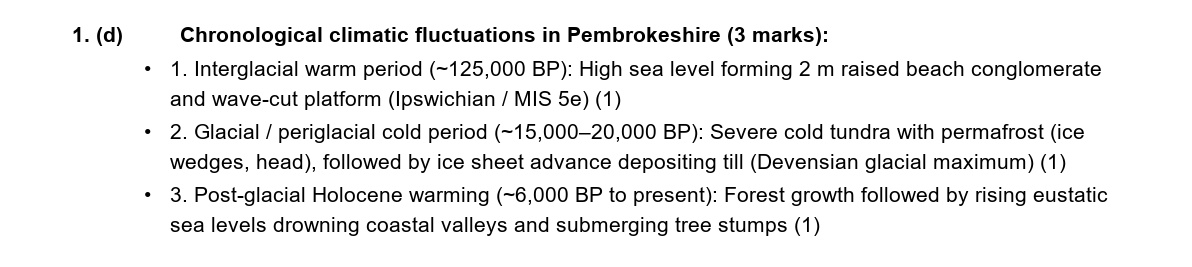 1. (d) Chronological climatic fluctuations in Pembrokeshire (3 marks):
• 1. Interglacial warm period (~125,000 BP): High sea level forming 2 m raised beach conglomerate
and wave-cut platform (Ipswichian / MIS 5e) (1)
• 2. Glacial / periglacial cold period (~15,000–20,000 BP): Severe cold tundra with permafrost (ice
wedges, head), followed by ice sheet advance depositing till (Devensian glacial maximum) (1)
• 3. Post-glacial Holocene warming (~6,000 BP to present): Forest growth followed by rising eustatic
sea levels drowning coastal valleys and submerging tree stumps (1)